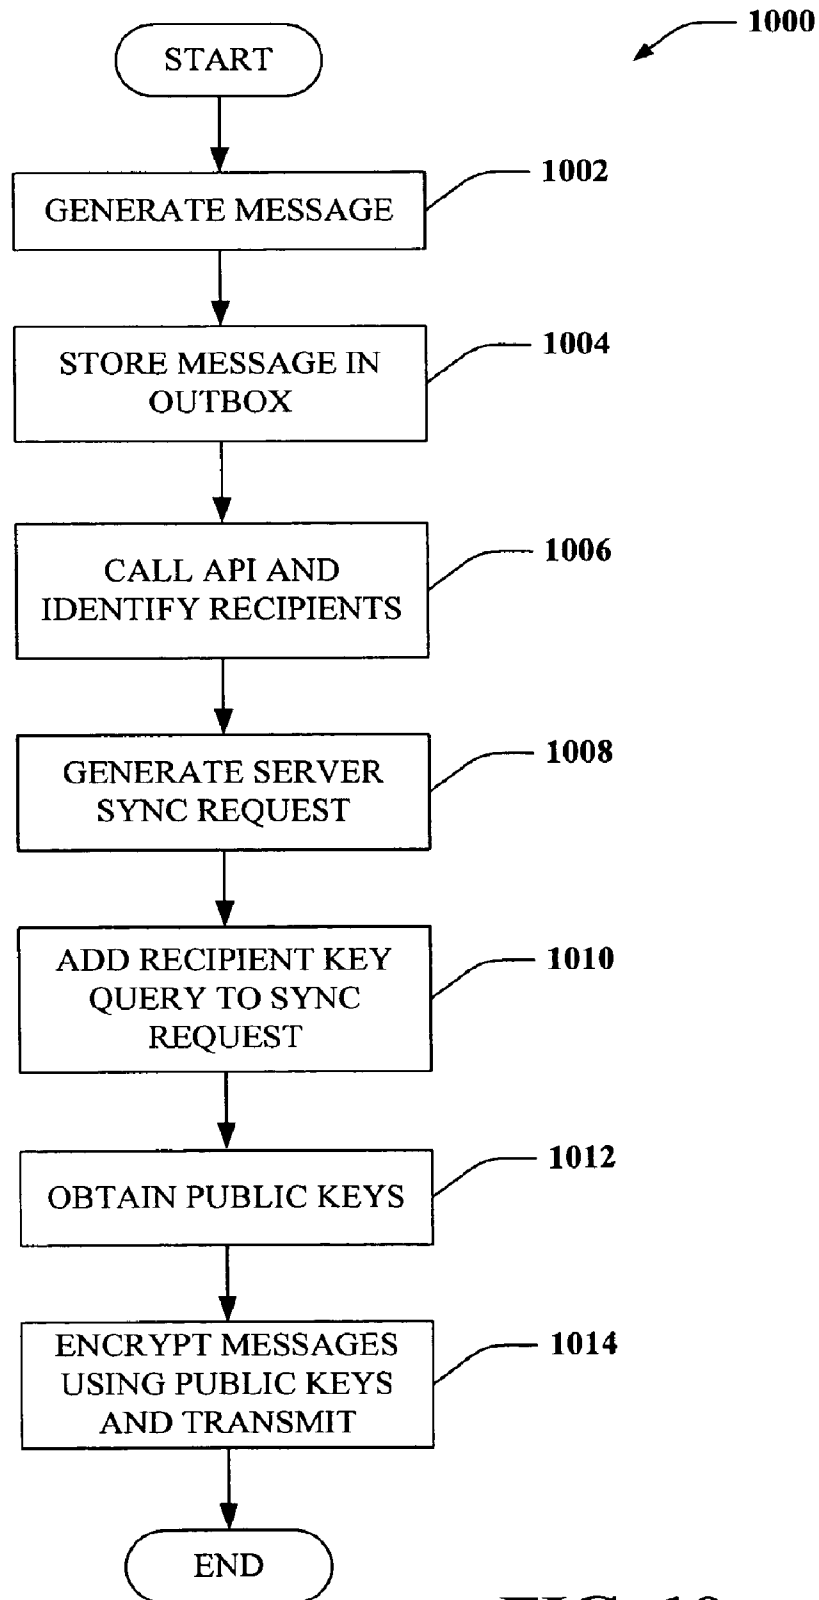 1000
START
1002
GENERATE MESSAGE
1004
STORE MESSAGE IN
OUTBOX
1006
CALL API AND
IDENTIFY RECIPIENTS
1008
GENERATE SERVER
SYNC REQUEST
1010
ADD RECIPIENT KEY
QUERY TO SYNC
REQUEST
1012
OBTAIN PUBLIC KEYS
1014
ENCRYPT MESSAGES
USING PUBLIC KEYS
AND TRANSMIT
END